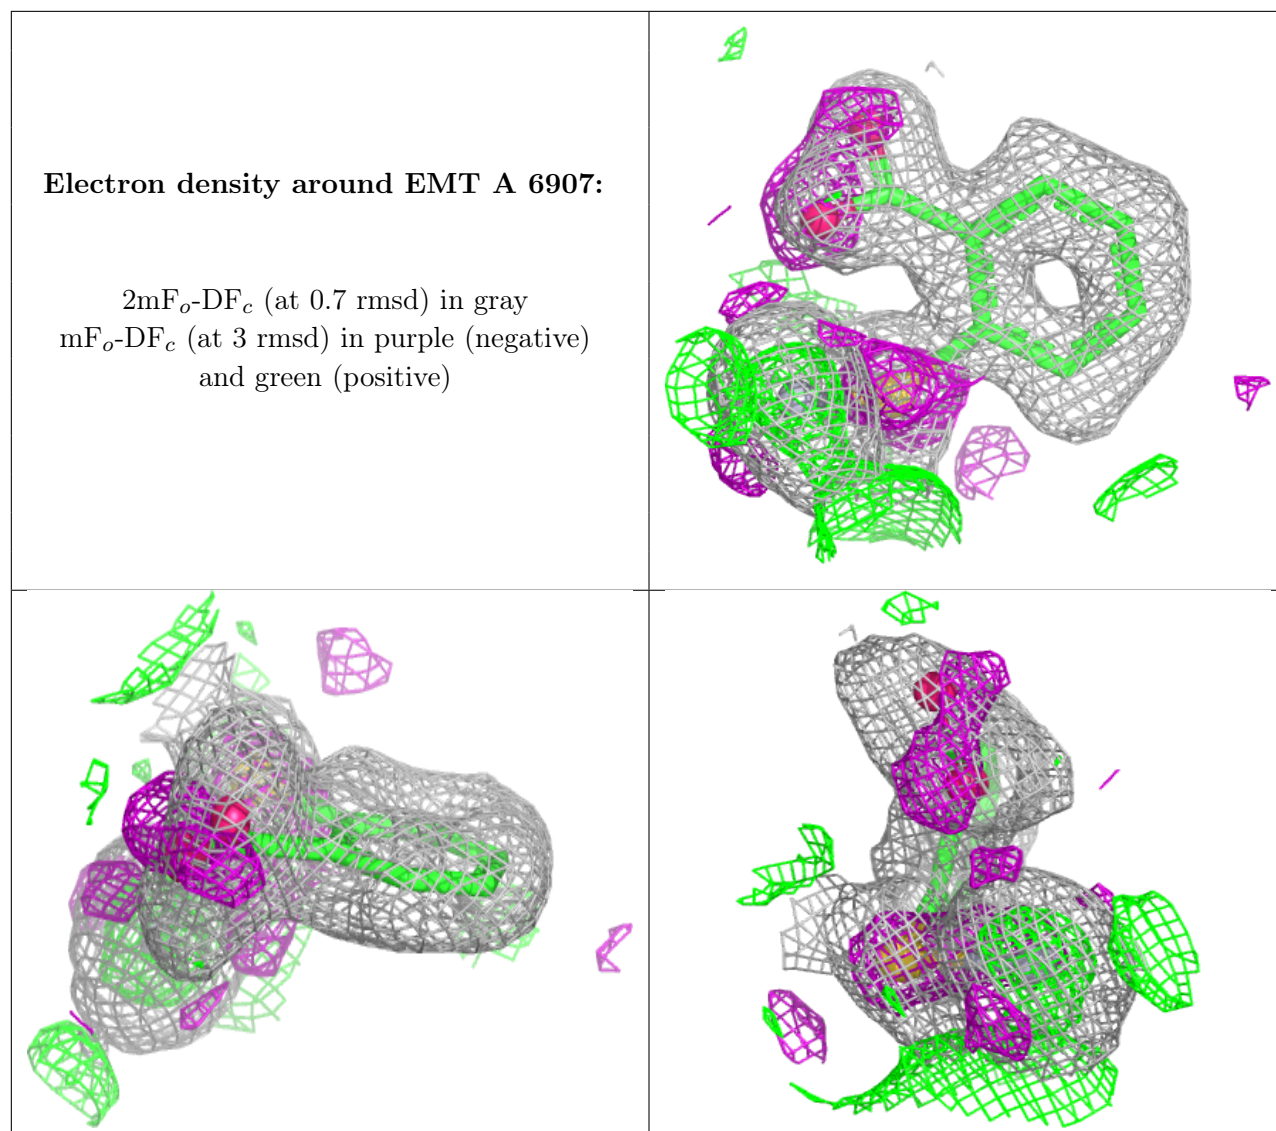 Electron density around EMT A 6907:
2mFo-DFc (at 0.7 rmsd) in gray
mFo-DFc (at 3 rmsd) in purple (negative)
and green (positive)